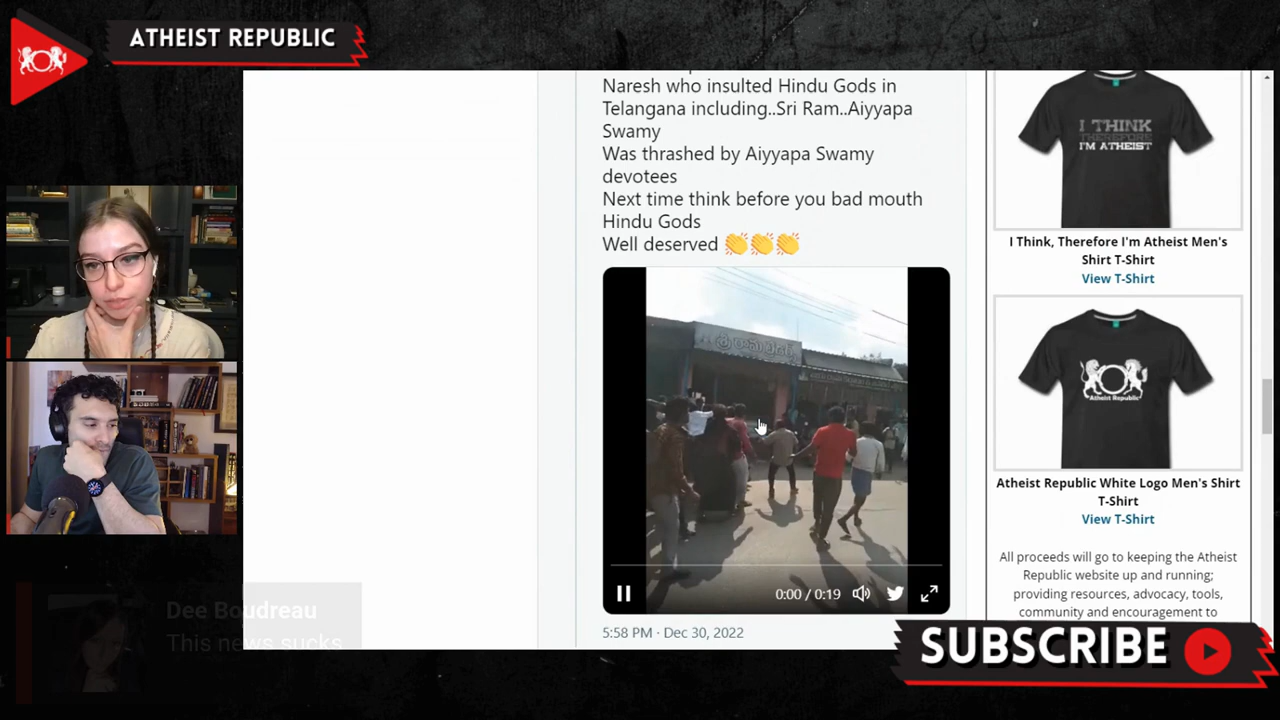 ATHEIST REPUBLIC
Naresh who insulted Hindu Gods in
Telangana including..Sri Ram..Aiyyapa
Swamy
Was thrashed by Aiyyapa Swamy
devotees
Next time think before you bad mouth
Hindu Gods
Well deserved 👏👏👏
0:00 / 0:19
5:58 PM · Dec 30, 2022
I THINK
THEREFORE
I'M ATHEIST
I Think, Therefore I'm Atheist Men's
Shirt T-Shirt
View T-Shirt
Atheist Republic
Atheist Republic White Logo Men's Shirt
T-Shirt
View T-Shirt
All proceeds will go to keeping the Atheist
Republic website up and running;
providing resources, advocacy, tools,
community and encouragement to
Dee Boudreau
This news sucks
SUBSCRIBE